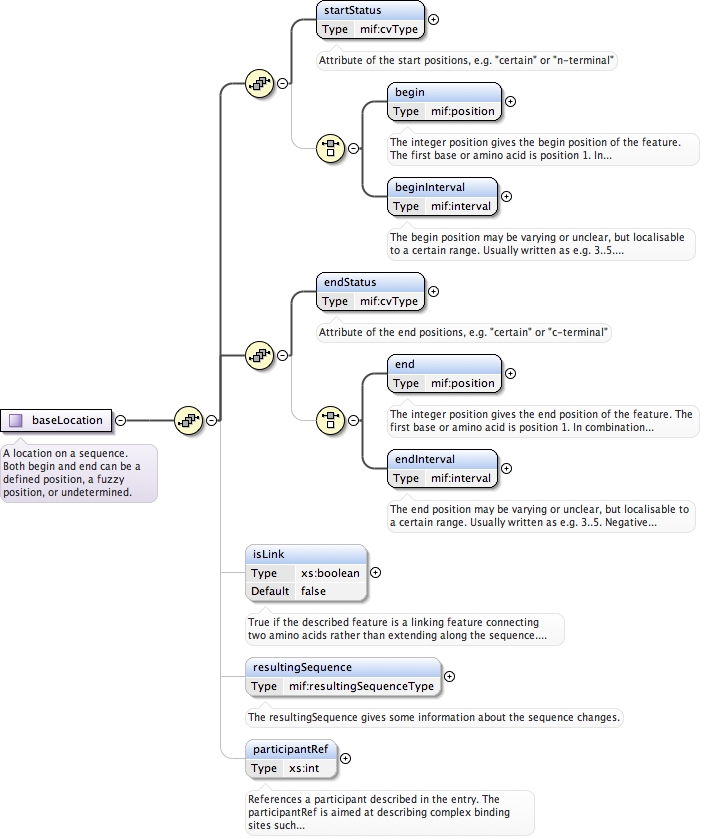 startStatus
Type mif:cvType
Attribute of the start positions, e.g. "certain" or "n-terminal"
begin
Type mif:position
The integer position gives the begin position of the feature.
The first base or amino acid is position 1. In...
beginInterval
Type mif:interval
The begin position may be varying or unclear, but localisable
to a certain range. Usually written as e.g. 3..5....
endStatus
Type mif:cvType
Attribute of the end positions, e.g. "certain" or "c-terminal"
end
Type mif:position
The integer position gives the end position of the feature. The
first base or amino acid is position 1. In combination...
endInterval
Type mif:interval
The end position may be varying or unclear, but localisable to
a certain range. Usually written as e.g. 3..5. Negative...
baseLocation
A location on a sequence.
Both begin and end can be a
defined position, a fuzzy
position, or undetermined.
isLink
Type xs:boolean
Default false
True if the described feature is a linking feature connecting
two amino acids rather than extending along the sequence....
resultingSequence
Type mif:resultingSequenceType
The resultingSequence gives some information about the sequence changes.
participantRef
Type xs:int
References a participant described in the entry. The
participantRef is aimed at describing complex binding
sites such...